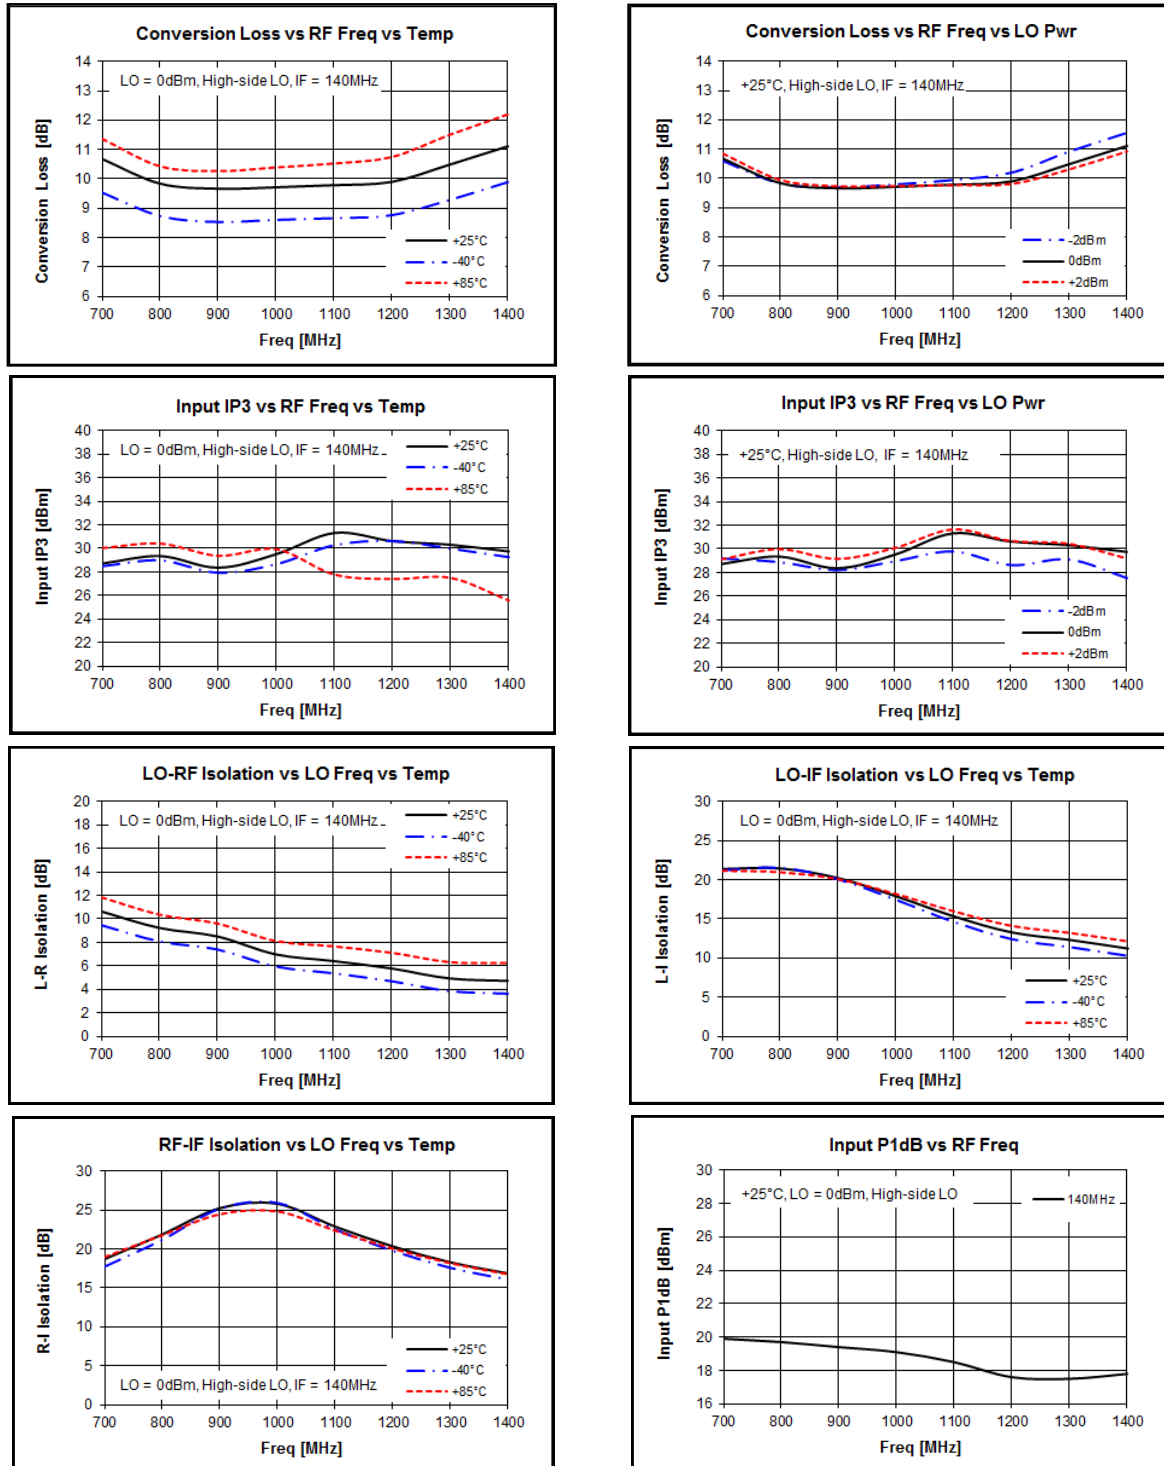 Conversion Loss vs RF Freq vs Temp
14
13
12
11
10
9
8
7
6
LO = 0dBm, High-side LO, IF = 140MHz
+25°C
-40°C
+85°C
700 800 900 1000 1100 1200 1300 1400
Conversion Loss [dB]
Freq [MHz]
Conversion Loss vs RF Freq vs LO Pwr
14
13
12
11
10
9
8
7
6
+25°C, High-side LO, IF = 140MHz
-2dBm
0dBm
+2dBm
700 800 900 1000 1100 1200 1300 1400
Conversion Loss [dB]
Freq [MHz]
Input IP3 vs RF Freq vs Temp
40
38
36
34
32
30
28
26
24
22
20
LO = 0dBm, High-side LO, IF = 140MHz
+25°C
-40°C
+85°C
700 800 900 1000 1100 1200 1300 1400
Input IP3 [dBm]
Freq [MHz]
Input IP3 vs RF Freq vs LO Pwr
40
38
36
34
32
30
28
26
24
22
20
+25°C, High-side LO, IF = 140MHz
-2dBm
0dBm
+2dBm
700 800 900 1000 1100 1200 1300 1400
Input IP3 [dBm]
Freq [MHz]
LO-RF Isolation vs LO Freq vs Temp
20
18
16
14
12
10
8
6
4
2
0
LO = 0dBm, High-side LO, IF = 140MHz
+25°C
-40°C
+85°C
700 800 900 1000 1100 1200 1300 1400
L-R Isolation [dB]
Freq [MHz]
LO-IF Isolation vs LO Freq vs Temp
30
25
20
15
10
5
0
LO = 0dBm, High-side LO, IF = 140MHz
+25°C
-40°C
+85°C
700 800 900 1000 1100 1200 1300 1400
L-I Isolation [dB]
Freq [MHz]
RF-IF Isolation vs LO Freq vs Temp
30
25
20
15
10
5
0
+25°C
-40°C
+85°C
LO = 0dBm, High-side LO, IF = 140MHz
700 800 900 1000 1100 1200 1300 1400
R-I Isolation [dB]
Freq [MHz]
Input P1dB vs RF Freq
30
28
26
24
22
20
18
16
+25°C, LO = 0dBm, High-side LO
140MHz
700 800 900 1000 1100 1200 1300 1400
Input P1dB [dBm]
Freq [MHz]